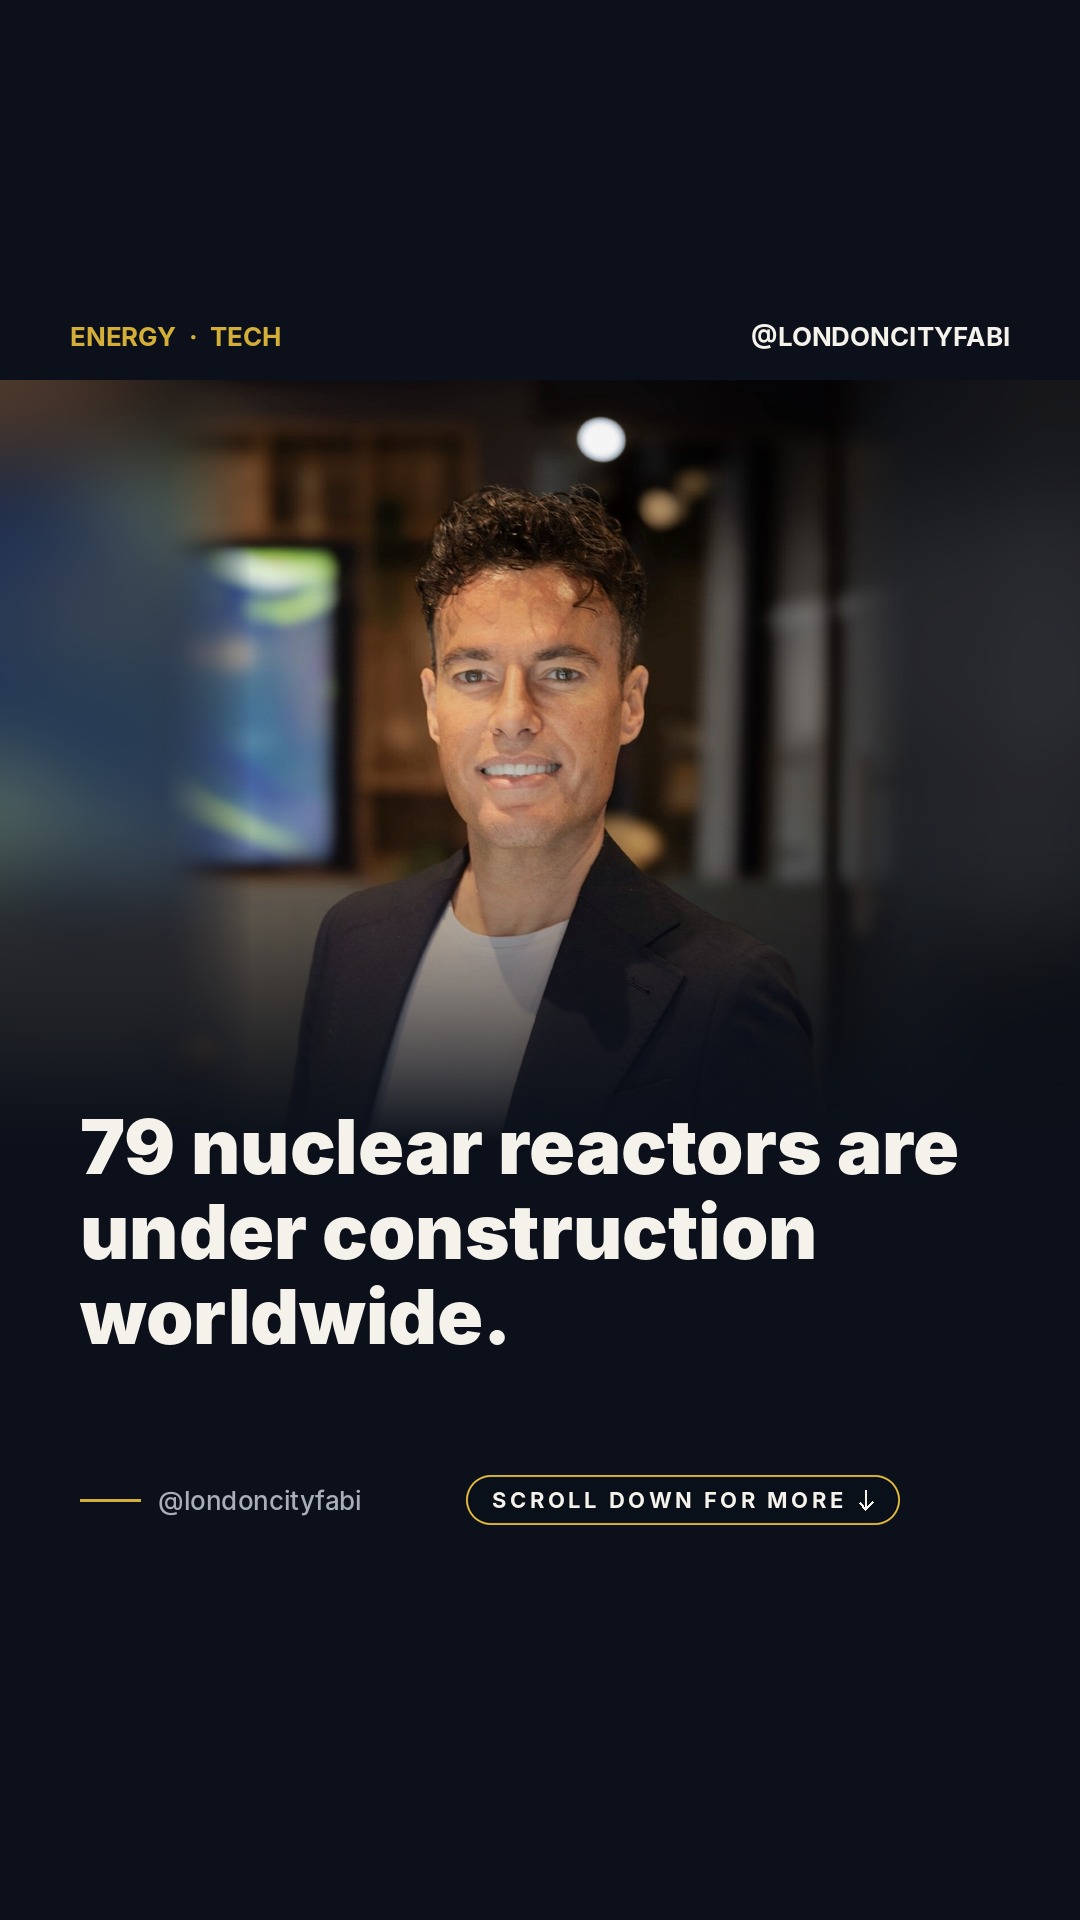 ENERGY · TECH
@LONDONCITYFABI
79 nuclear reactors are
under construction
worldwide.
@londoncityfabi
SCROLL DOWN FOR MORE ↓